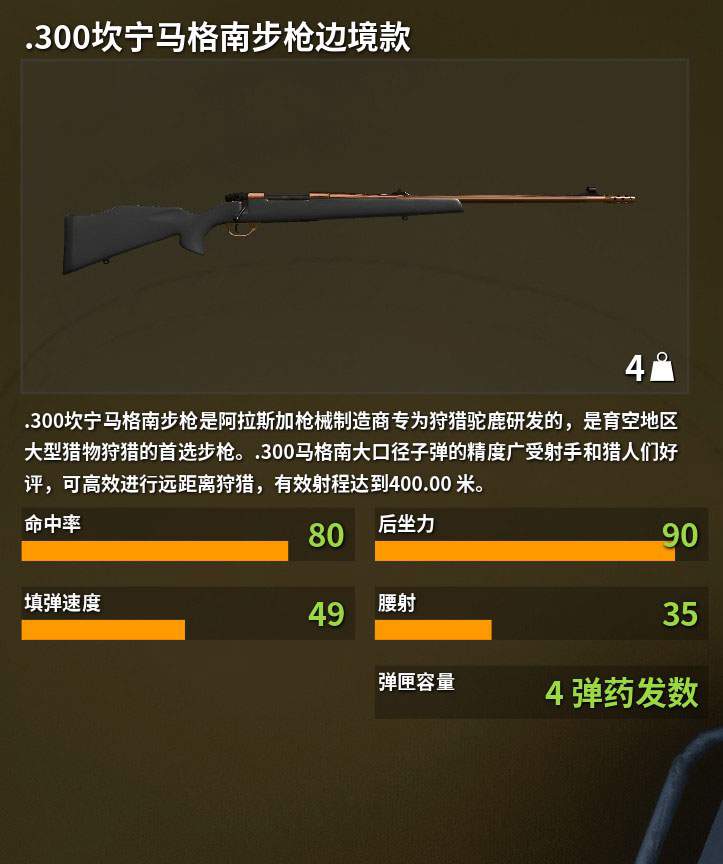 .300坎宁马格南步枪边境款
4
.300坎宁马格南步枪是阿拉斯加枪械制造商专为狩猎驼鹿研发的，是育空地区
大型猎物狩猎的首选步枪。.300马格南大口径子弹的精度广受射手和猎人们好
评，可高效进行远距离狩猎，有效射程达到400.00 米。
命中率 80
后坐力 90
填弹速度 49
腰射 35
弹匣容量 4 弹药发数